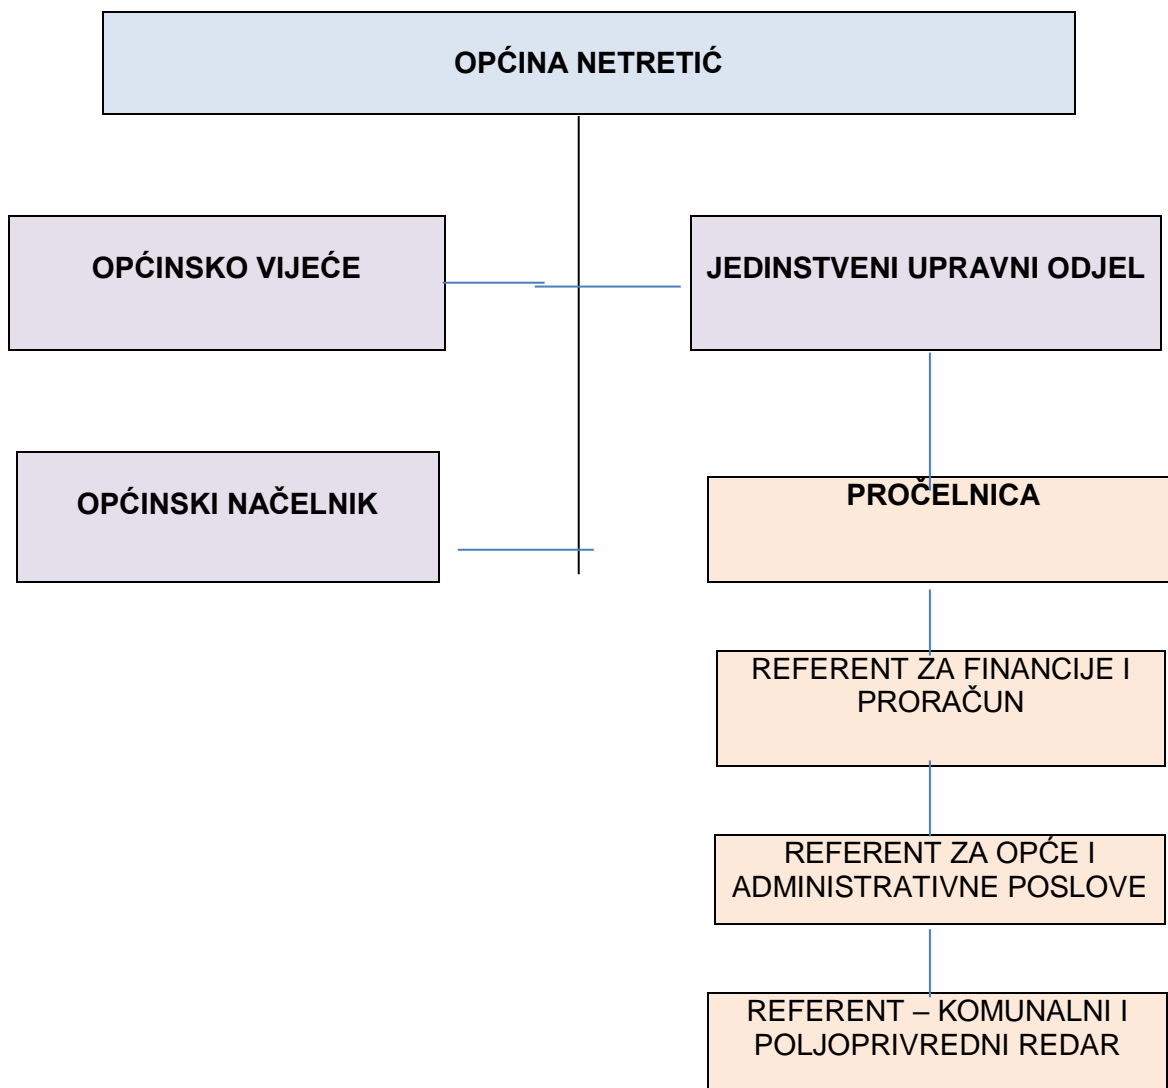 OPĆINA NETRETIĆ
OPĆINSKO VIJEĆE
JEDINSTVENI UPRAVNI ODJEL
OPĆINSKI NAČELNIK
PROČELNICA
REFERENT ZA FINANCIJE I
PRORAČUN
REFERENT ZA OPĆE I
ADMINISTRATIVNE POSLOVE
REFERENT – KOMUNALNI I
POLJOPRIVREDNI REDAR